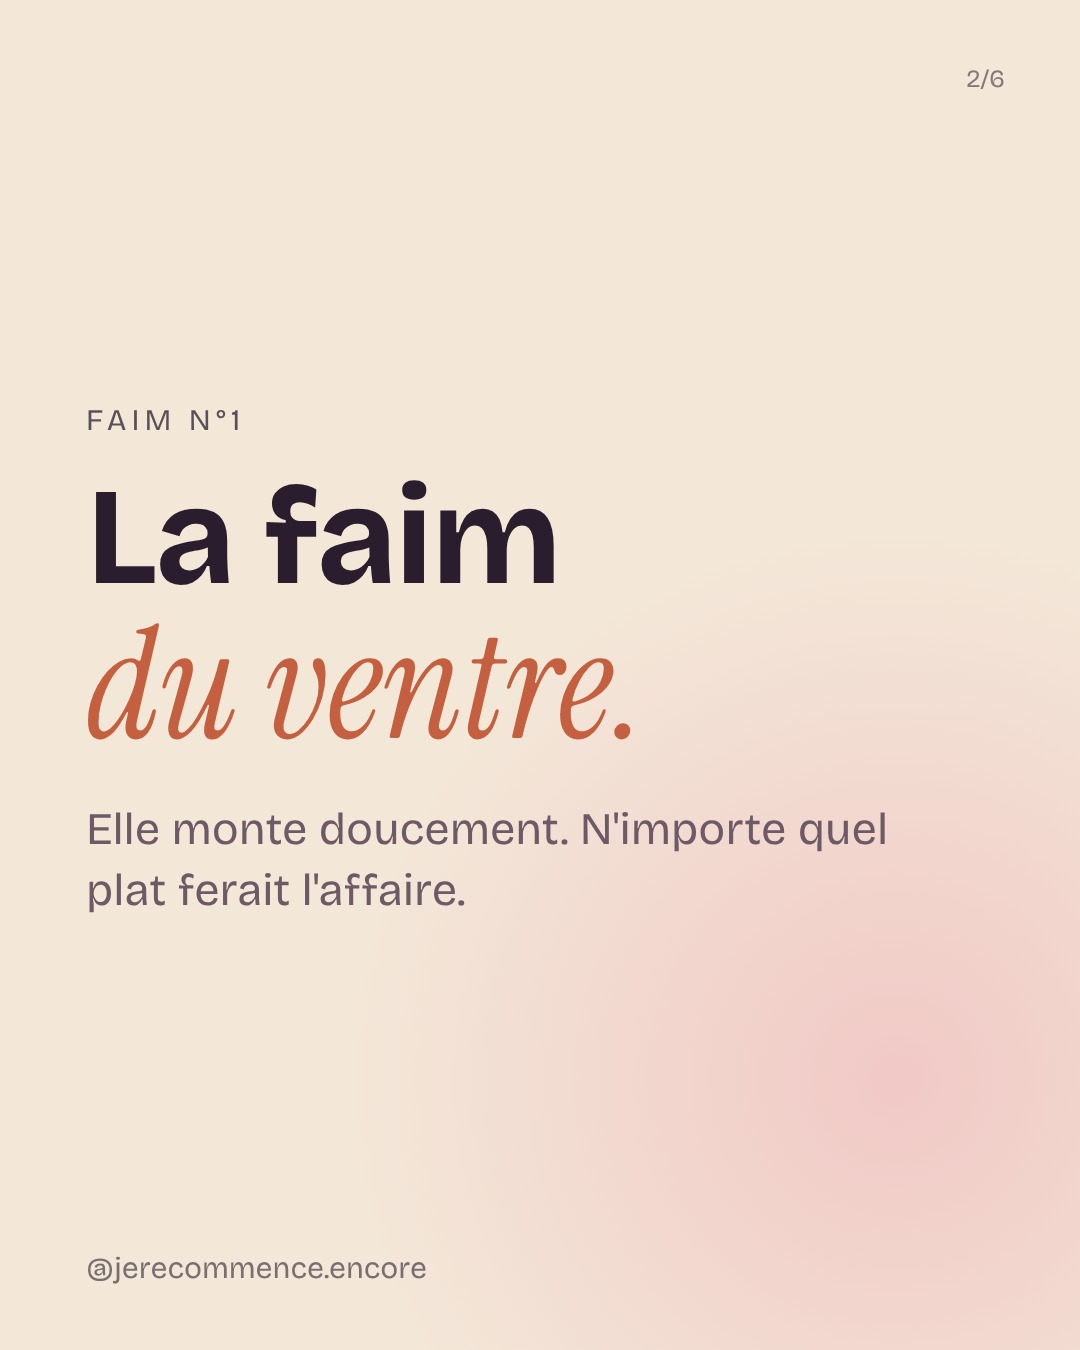 2/6
FAIM N°1
La faim
du ventre.
Elle monte doucement. N'importe quel
plat ferait l'affaire.
@jerecommence.encore